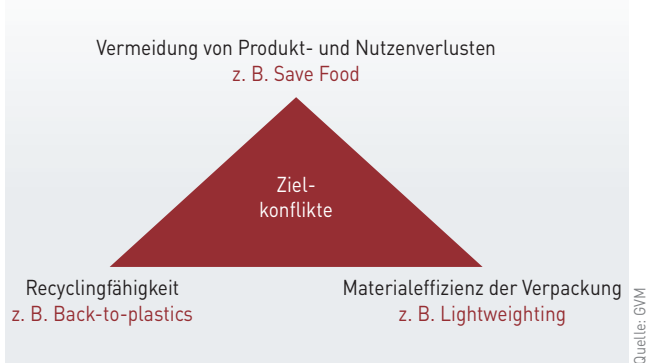 Vermeidung von Produkt- und Nutzenverlusten
z. B. Save Food
Ziel-
konflikte
Recyclingfähigkeit
z. B. Back-to-plastics
Materialeffizienz der Verpackung
z. B. Lightweighting
Quelle: GVM